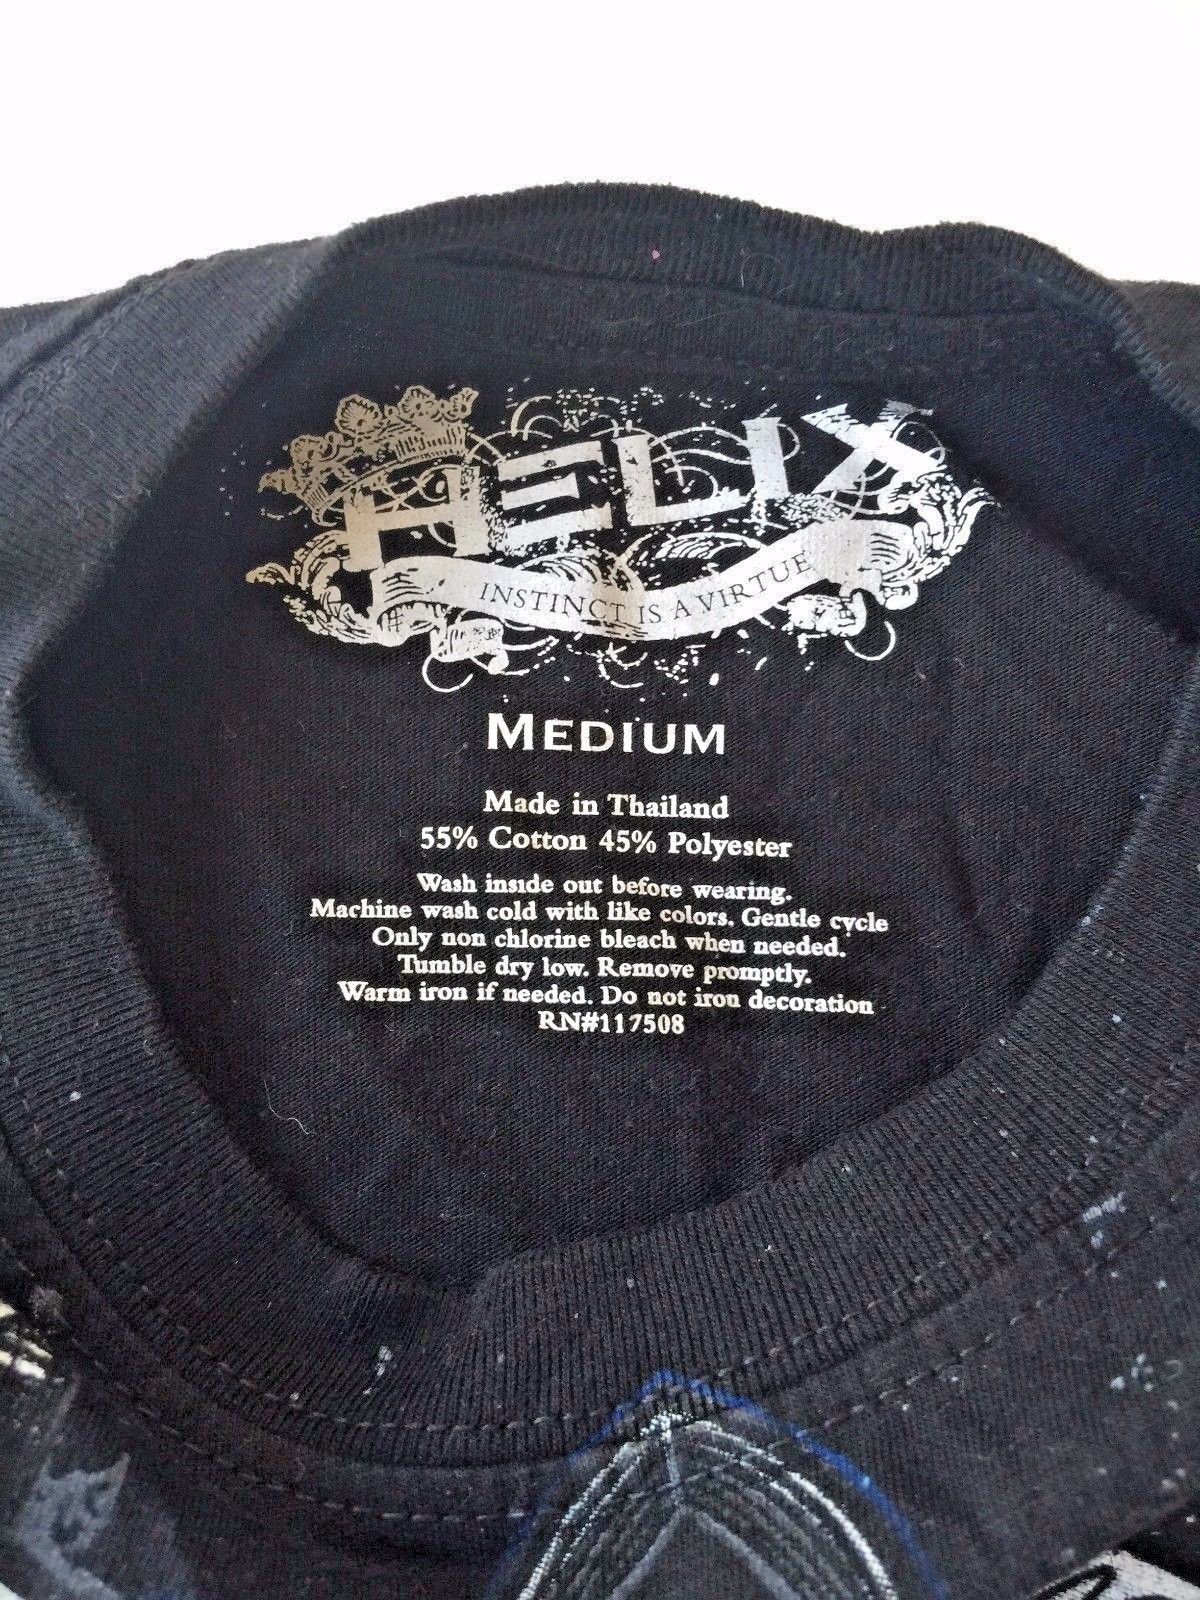 HELIX
INSTINCT IS A VIRTUE
MEDIUM
Made in Thailand
55% Cotton 45% Polyester
Wash inside out before wearing.
Machine wash cold with like colors. Gentle cycle
Only non chlorine bleach when needed.
Tumble dry low. Remove promptly.
Warm iron if needed. Do not iron decoration
RN#117508